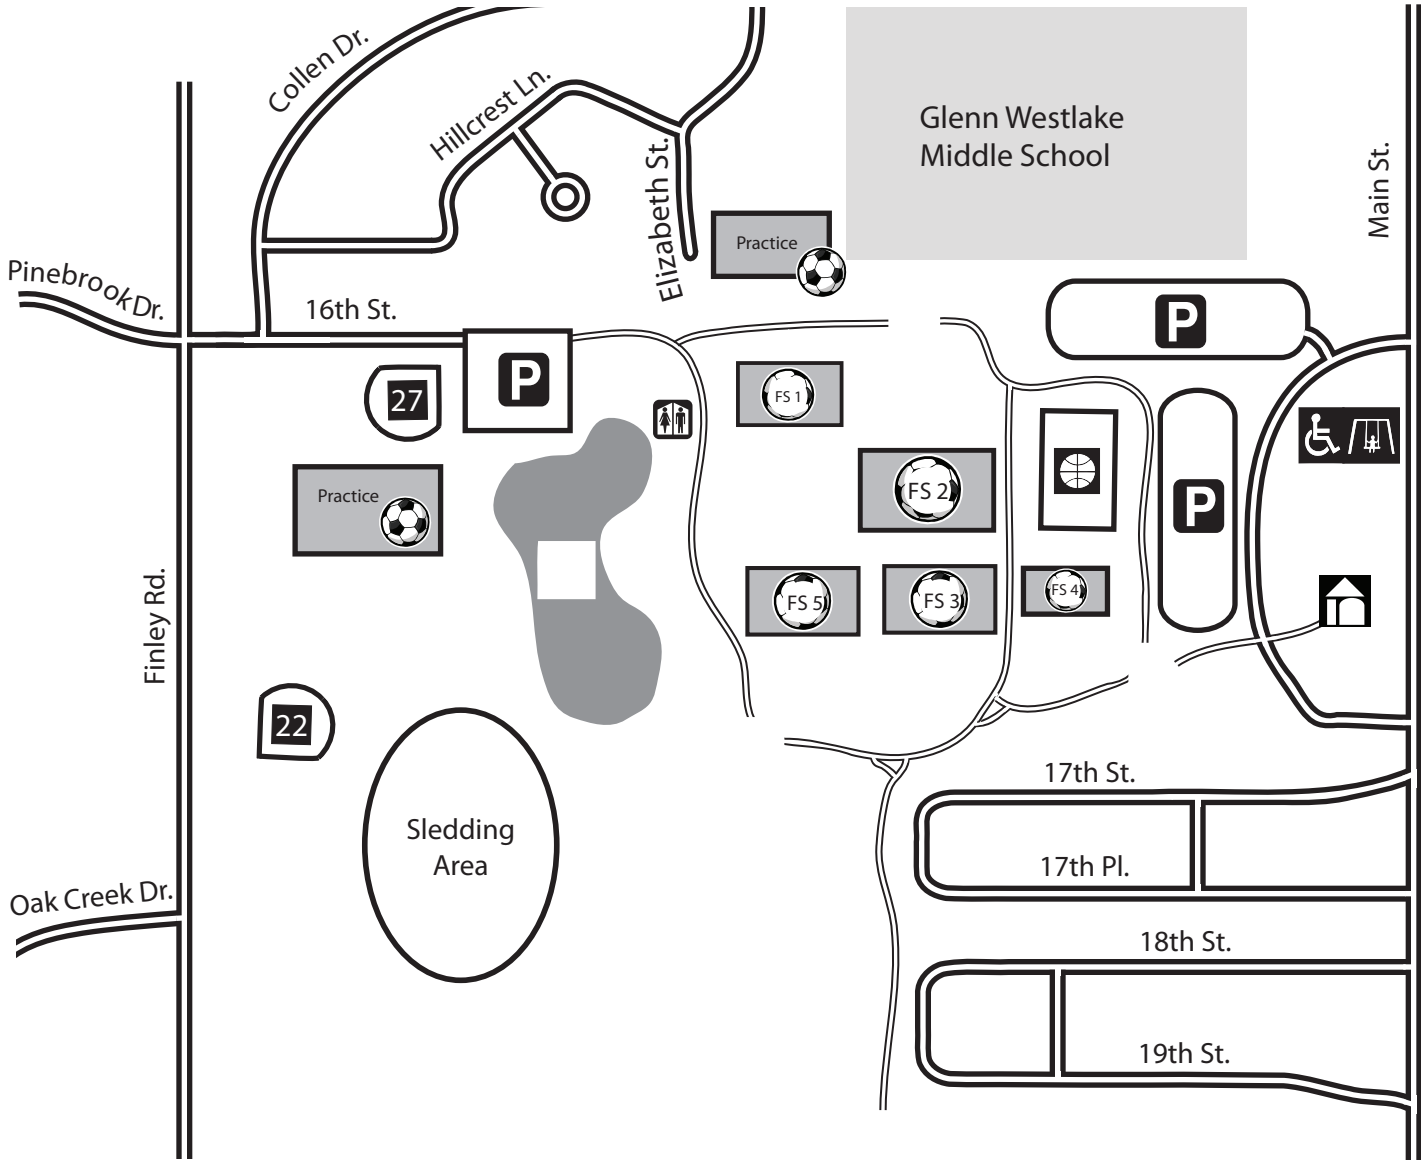 Collen Dr.
Hillcrest Ln.
Elizabeth St.
Glenn Westlake
Middle School
Main St.
Practice
Pinebrook Dr.
16th St.
P
P
27
FS 1
Practice
FS 2
P
FS 5
FS 3
FS 4
Finley Rd.
22
17th St.
Sledding
Area
17th Pl.
Oak Creek Dr.
18th St.
19th St.